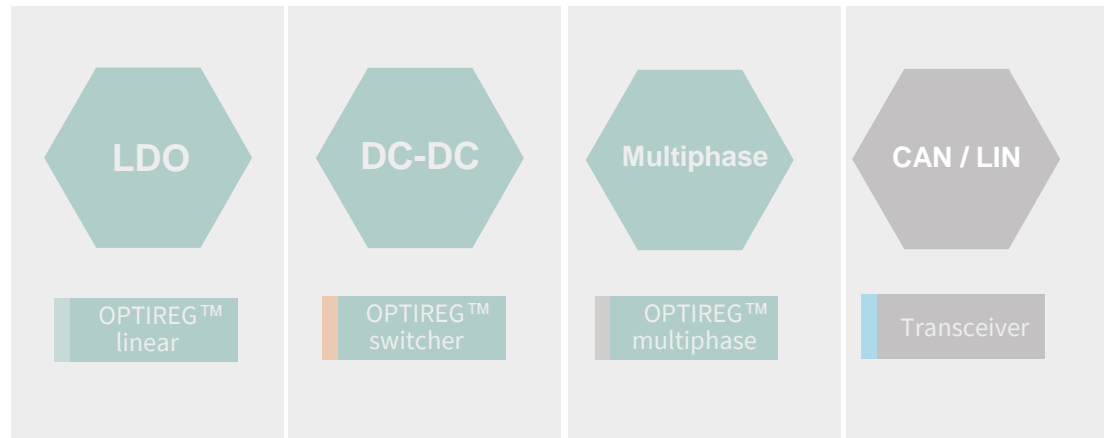 LDO
DC-DC
Multiphase
CAN / LIN
OPTIREG™
linear
OPTIREG™
switcher
OPTIREG™
multiphase
Transceiver